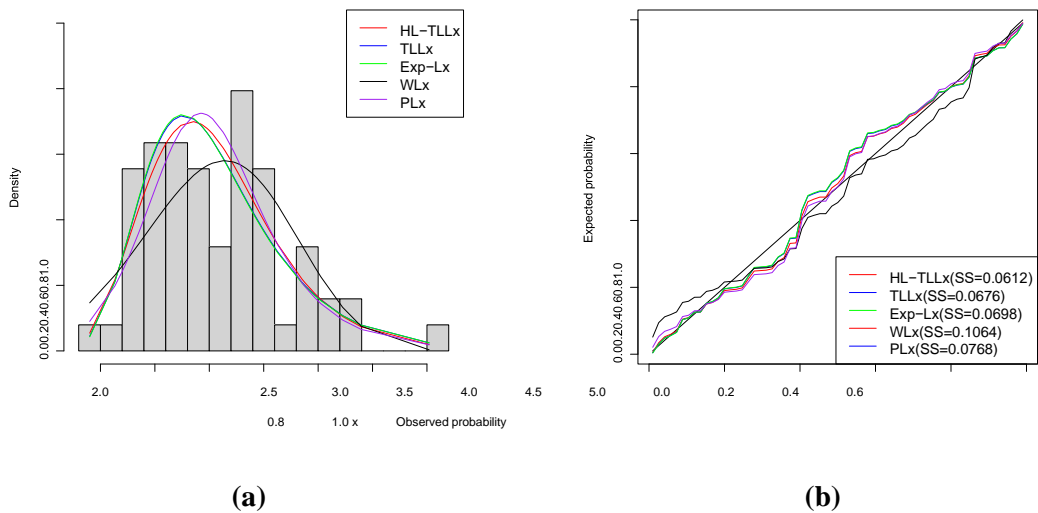 HL-TLLx
TLLx
Exp-Lx
WLx
PLx
Density
0.00.20.40.60.81.0
2.0 2.5 3.0 3.5 4.0 4.5 5.0
0.8 1.0 x Observed probability
(a)
Expected probability
0.00.20.40.60.81.0
HL-TLLx(SS=0.0612)
TLLx(SS=0.0676)
Exp-Lx(SS=0.0698)
WLx(SS=0.1064)
PLx(SS=0.0768)
0.0 0.2 0.4 0.6
(b)